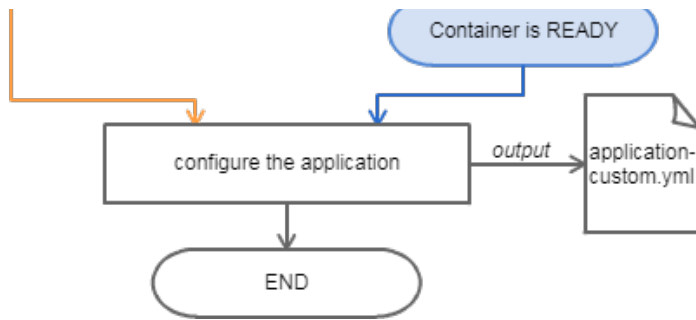 Container is READY
configure the application
output
application-
custom.yml
END